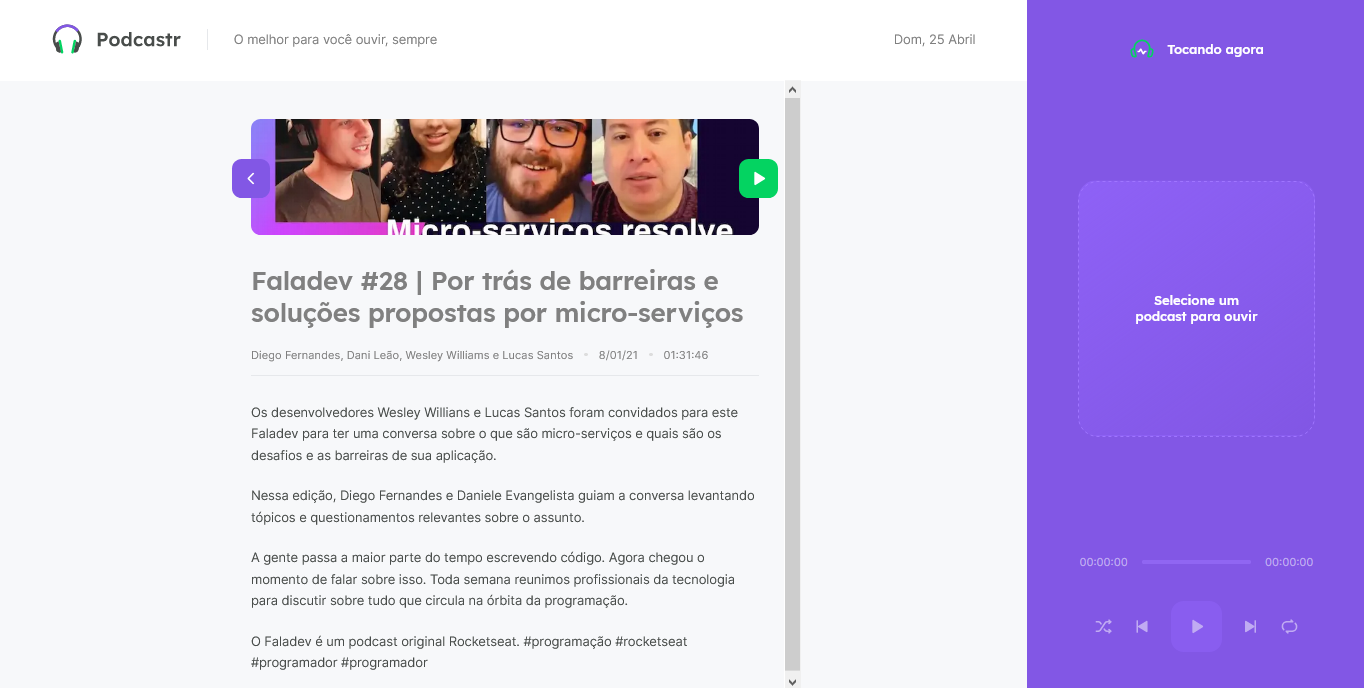 Podcastr
O melhor para você ouvir, sempre
Dom, 25 Abril
Tocando agora
Micro-serviços resolve
Faladev #28 | Por trás de barreiras e
soluções propostas por micro-serviços
Diego Fernandes, Dani Leão, Wesley Williams e Lucas Santos • 8/01/21 • 01:31:46
Os desenvolvedores Wesley Willians e Lucas Santos foram convidados para este
Faladev para ter uma conversa sobre o que são micro-serviços e quais são os
desafios e as barreiras de sua aplicação.
Nessa edição, Diego Fernandes e Daniele Evangelista guiam a conversa levantando
tópicos e questionamentos relevantes sobre o assunto.
A gente passa a maior parte do tempo escrevendo código. Agora chegou o
momento de falar sobre isso. Toda semana reunimos profissionais da tecnologia
para discutir sobre tudo que circula na órbita da programação.
O Faladev é um podcast original Rocketseat. #programação #rocketseat
#programador #programador
Selecione um
podcast para ouvir
00:00:00
00:00:00